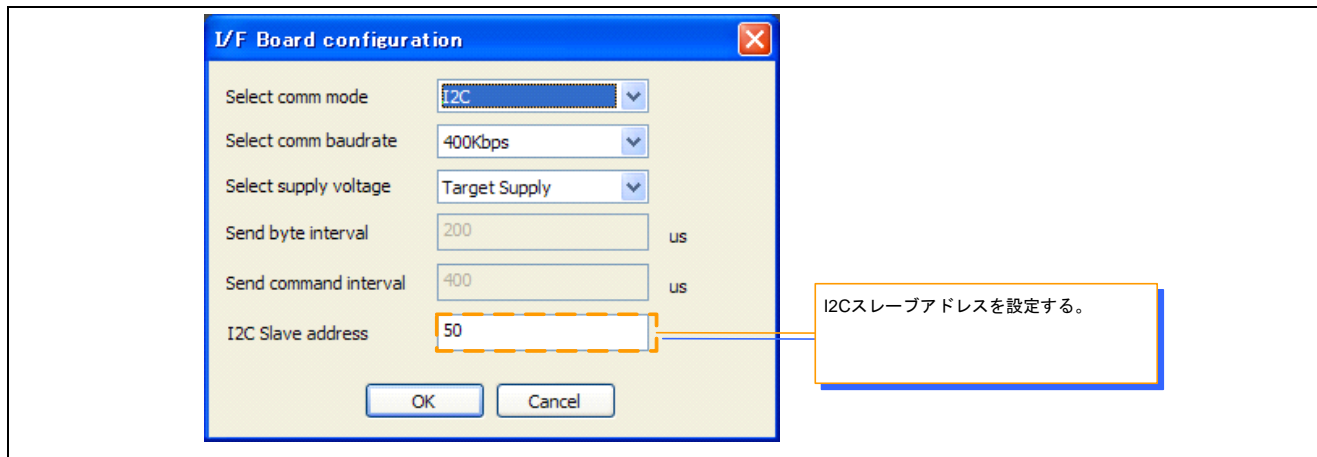 I/F Board configuration
Select comm mode I2C
Select comm baudrate 400Kbps
Select supply voltage Target Supply
Send byte interval 200 us
Send command interval 400 us
I2Cスレーブアドレスを設定する。
I2C Slave address 50
OK Cancel